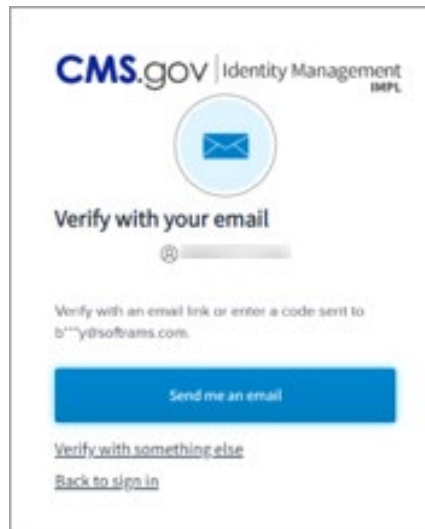 CMS.gov Identity Management
IMPL
Verify with your email
Verify with an email link or enter a code sent to
b***y@softrams.com.
Send me an email
Verify with something else
Back to sign in